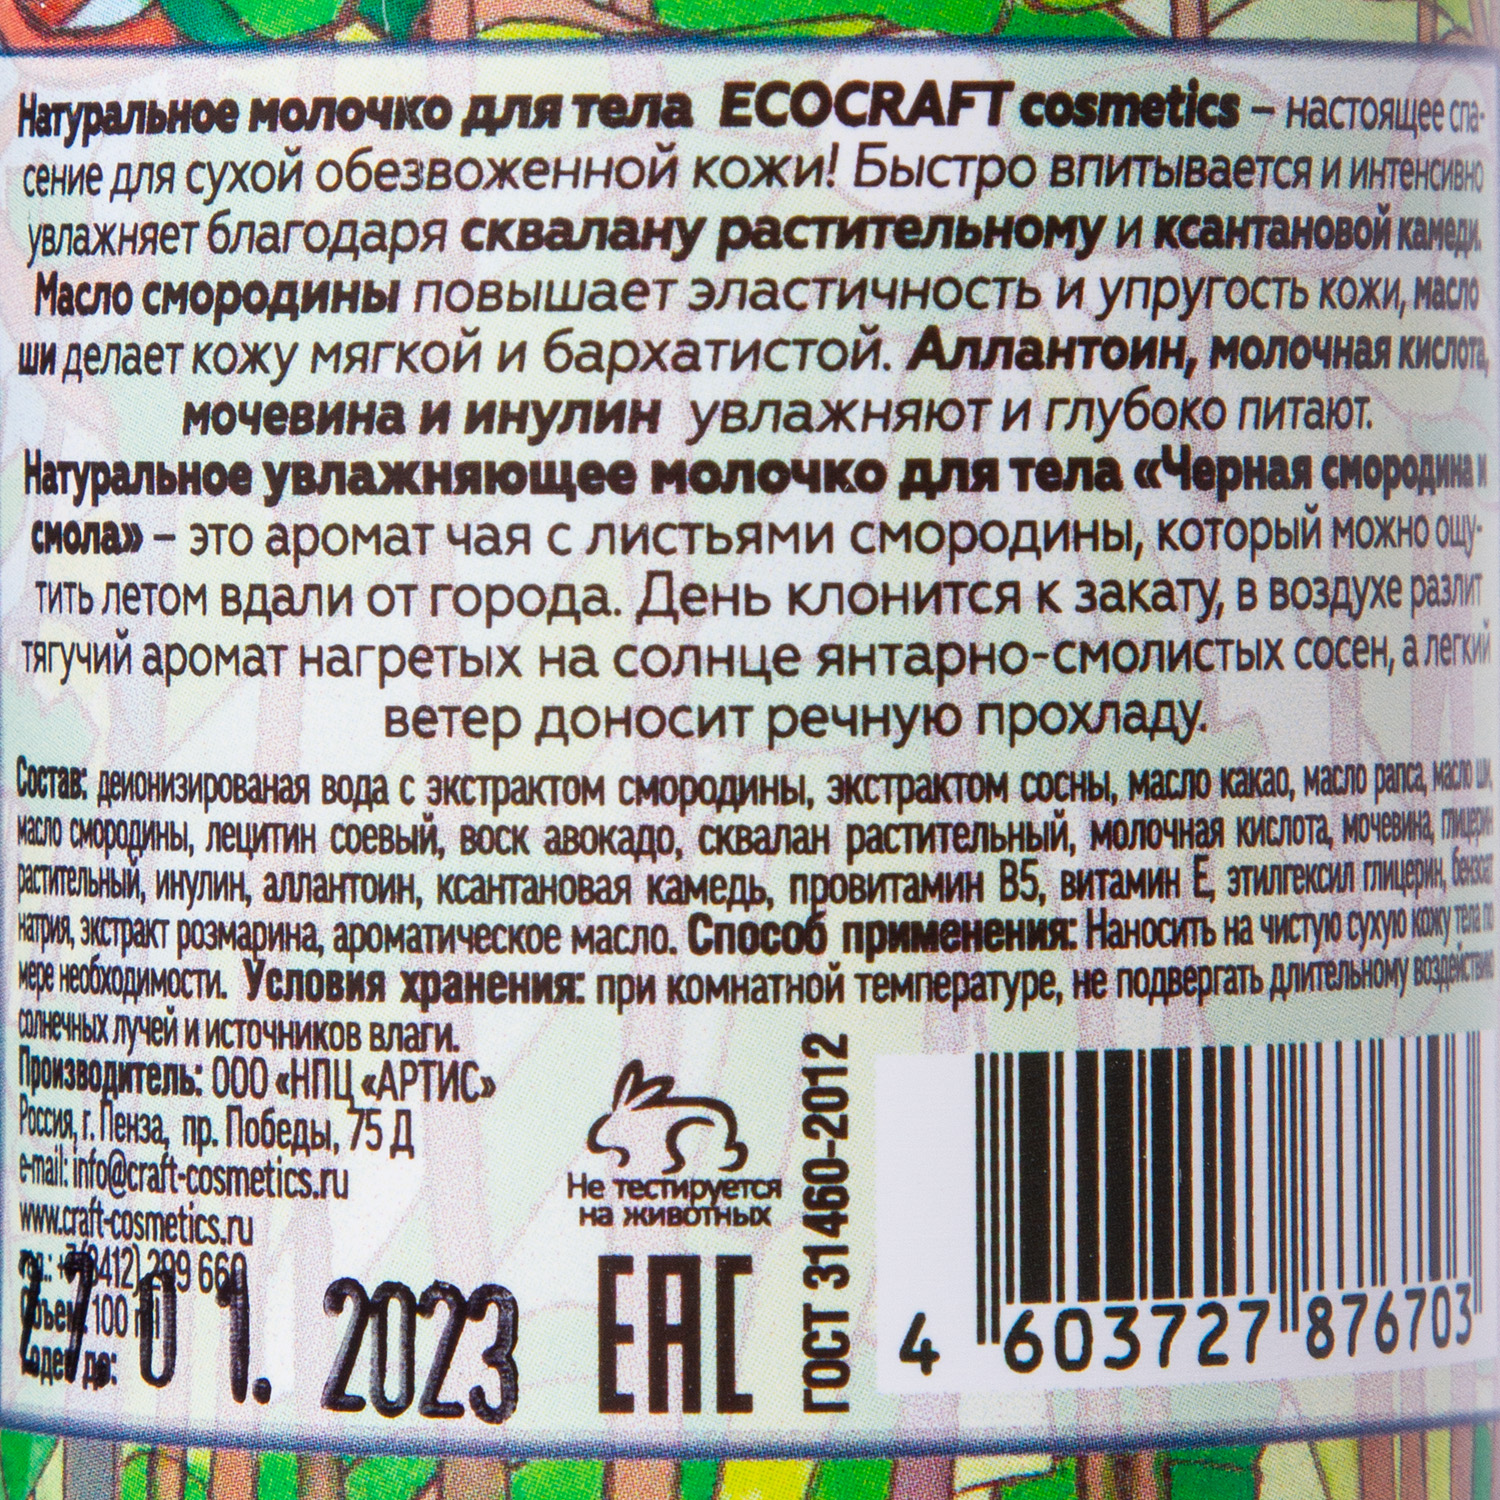 Натуральное молочко для тела ECOCRAFT cosmetics – настоящее спа-
сение для сухой обезвоженной кожи! Быстро впитывается и интенсивно
увлажняет благодаря сквалану растительному и ксантановой камеди.
Масло смородины повышает эластичность и упругость кожи, масло
ши делает кожу мягкой и бархатистой. Аллантоин, молочная кислота,
мочевина и инулин увлажняют и глубоко питают.
Натуральное увлажняющее молочко для тела «Черная смородина и
смола» – это аромат чая с листьями смородины, который можно ощу-
тить летом вдали от города. День клонится к закату, в воздухе разлит
тягучий аромат нагретых на солнце янтарно-смолистых сосен, а легкий
ветер доносит речную прохладу.
Состав: деионизированая вода с экстрактом смородины, экстрактом сосны, масло какао, масло рапса, масло ши,
масло смородины, лецитин соевый, воск авокадо, сквалан растительный, молочная кислота, мочевина, глицерин
растительный, инулин, аллантоин, ксантановая камедь, провитамин B5, витамин E, этилгексил глицерин, бензоат
натрия, экстракт розмарина, ароматическое масло. Способ применения: Наносить на чистую сухую кожу тела по
мере необходимости. Условия хранения: при комнатной температуре, не подвергать длительному воздействию
солнечных лучей и источников влаги.
Производитель: ООО «НПЦ «АРТИС»
Россия, г. Пенза, пр. Победы, 75 Д
e-mail: info@craft-cosmetics.ru
www.craft-cosmetics.ru
(8412) 299 660
Объем 100 ml
Годен до:
27.01.2023
Не тестируется
на животных
EAC
ГОСТ 31460-2012
4 603727 876703